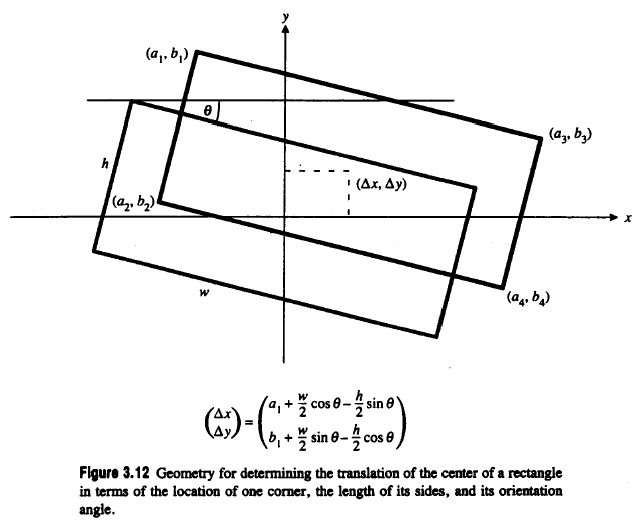 y
(a₁, b₁)
θ
(a₃, b₃)
h
(Δx, Δy)
(a₂, b₂)
x
w
(a₄, b₄)
(Δx Δy) = (a₁ + w/2 cos θ – h/2 sin θ
b₁ + w/2 sin θ – h/2 cos θ)
Figure 3.12 Geometry for determining the translation of the center of a rectangle
in terms of the location of one corner, the length of its sides, and its orientation
angle.